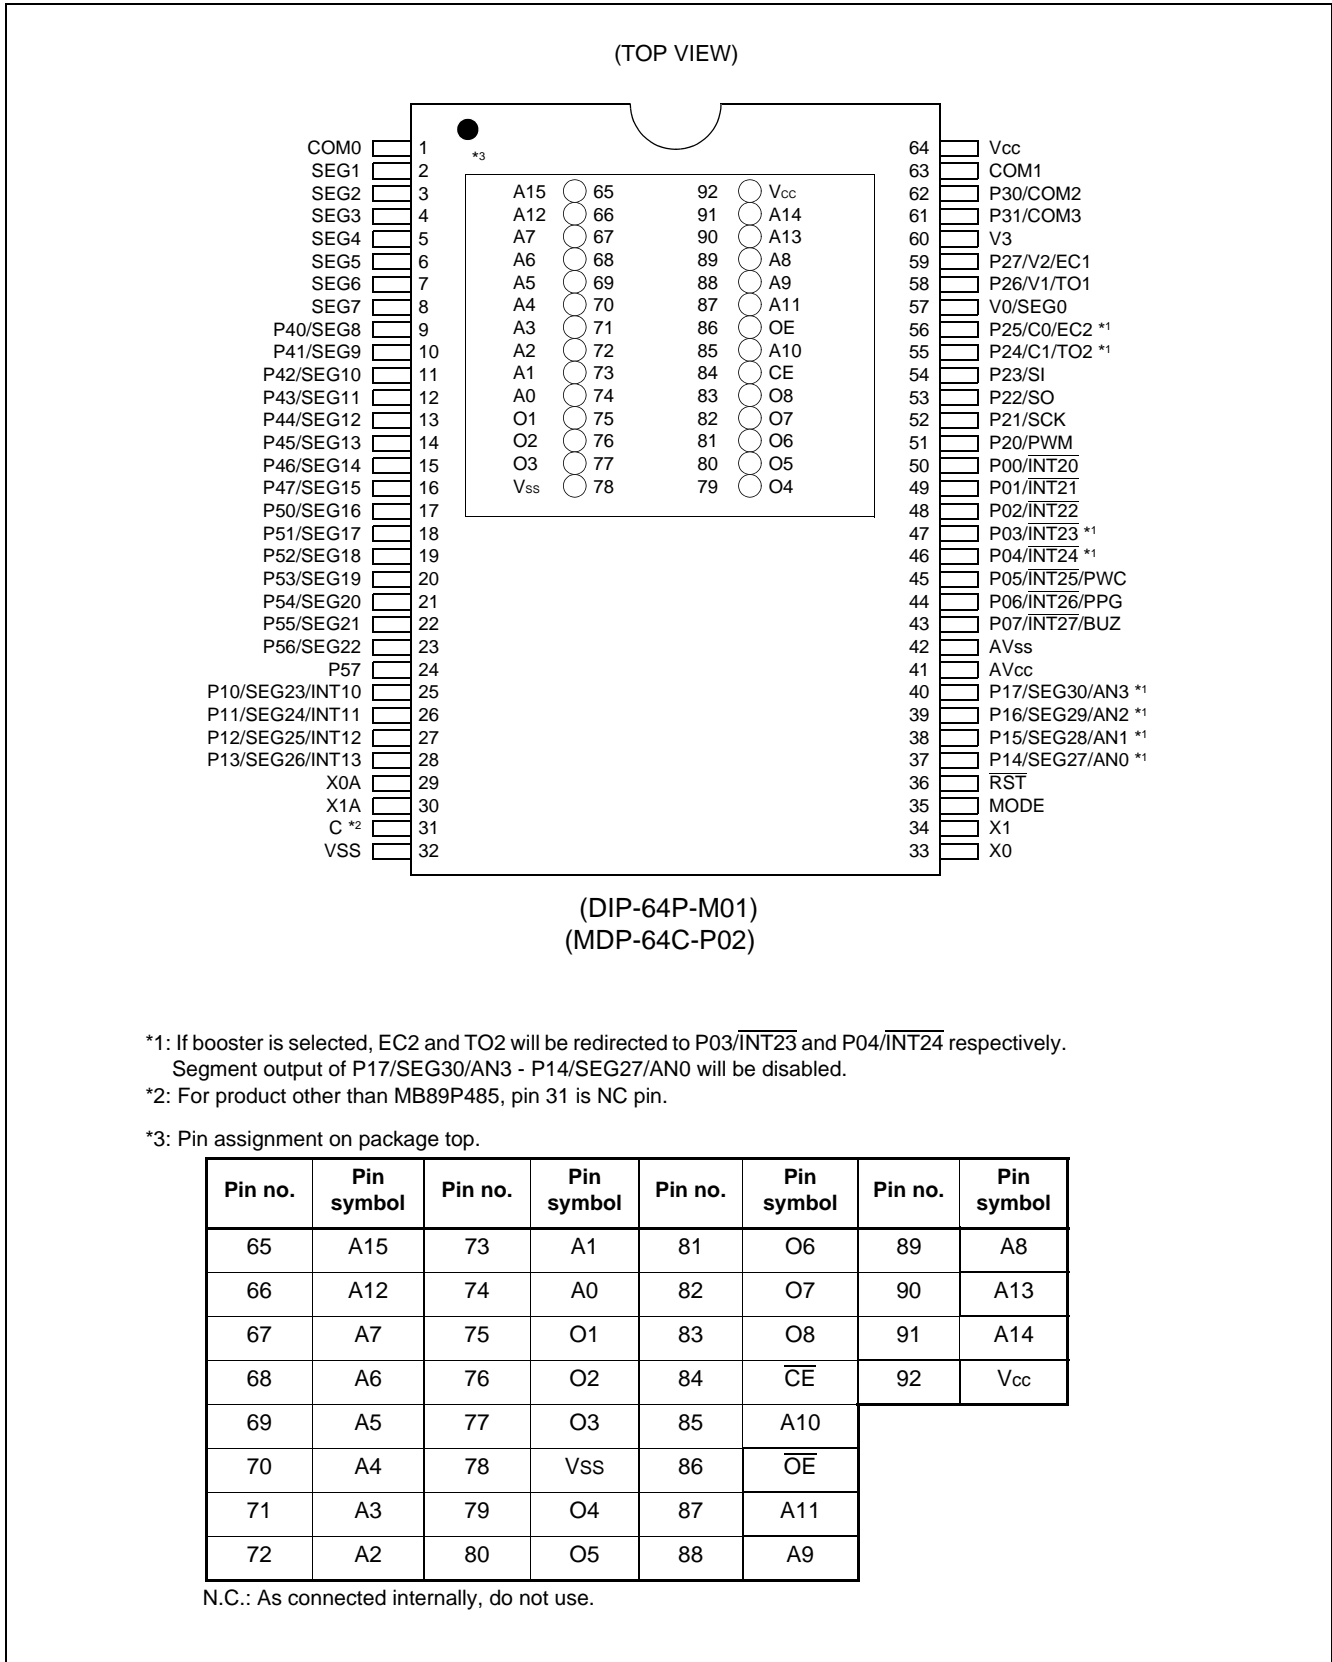 (TOP VIEW)
COM0 1 64 Vcc
*3
SEG1 2 63 COM1
SEG2 3 A15 65 92 Vcc 62 P30/COM2
SEG3 4 A12 66 91 A14 61 P31/COM3
SEG4 5 A7 67 90 A13 60 V3
SEG5 6 A6 68 89 A8 59 P27/V2/EC1
SEG6 7 A5 69 88 A9 58 P26/V1/TO1
SEG7 8 A4 70 87 A11 57 V0/SEG0
P40/SEG8 9 A3 71 86 OE 56 P25/C0/EC2 *1
P41/SEG9 10 A2 72 85 A10 55 P24/C1/TO2 *1
P42/SEG10 11 A1 73 84 CE 54 P23/SI
P43/SEG11 12 A0 74 83 O8 53 P22/SO
P44/SEG12 13 O1 75 82 O7 52 P21/SCK
P45/SEG13 14 O2 76 81 O6 51 P20/PWM
P46/SEG14 15 O3 77 80 O5 50 P00/INT20
P47/SEG15 16 Vss 78 79 O4 49 P01/INT21
P50/SEG16 17 48 P02/INT22
P51/SEG17 18 47 P03/INT23 *1
P52/SEG18 19 46 P04/INT24 *1
P53/SEG19 20 45 P05/INT25/PWC
P54/SEG20 21 44 P06/INT26/PPG
P55/SEG21 22 43 P07/INT27/BUZ
P56/SEG22 23 42 AVss
P57 24 41 AVcc
P10/SEG23/INT10 25 40 P17/SEG30/AN3 *1
P11/SEG24/INT11 26 39 P16/SEG29/AN2 *1
P12/SEG25/INT12 27 38 P15/SEG28/AN1 *1
P13/SEG26/INT13 28 37 P14/SEG27/AN0 *1
X0A 29 36 RST
X1A 30 35 MODE
C *2 31 34 X1
VSS 32 33 X0
(DIP-64P-M01)
(MDP-64C-P02)
*1: If booster is selected, EC2 and TO2 will be redirected to P03/INT23 and P04/INT24 respectively.
Segment output of P17/SEG30/AN3 - P14/SEG27/AN0 will be disabled.
*2: For product other than MB89P485, pin 31 is NC pin.
*3: Pin assignment on package top.
Pin no. Pin symbol Pin no. Pin symbol Pin no. Pin symbol Pin no. Pin symbol
65 A15 73 A1 81 O6 89 A8
66 A12 74 A0 82 O7 90 A13
67 A7 75 O1 83 O8 91 A14
68 A6 76 O2 84 CE 92 Vcc
69 A5 77 O3 85 A10
70 A4 78 VSS 86 OE
71 A3 79 O4 87 A11
72 A2 80 O5 88 A9
N.C.: As connected internally, do not use.